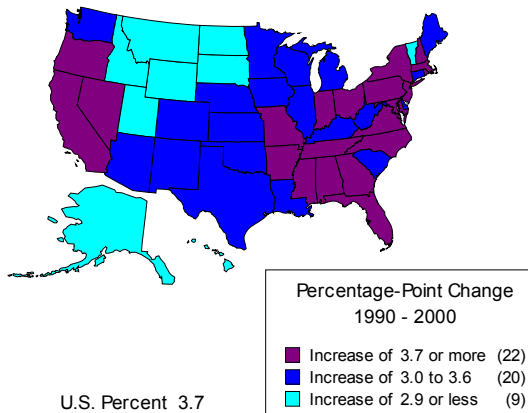 Percentage-Point Change
1990 - 2000
Increase of 3.7 or more (22)
Increase of 3.0 to 3.6 (20)
Increase of 2.9 or less (9)
U.S. Percent 3.7